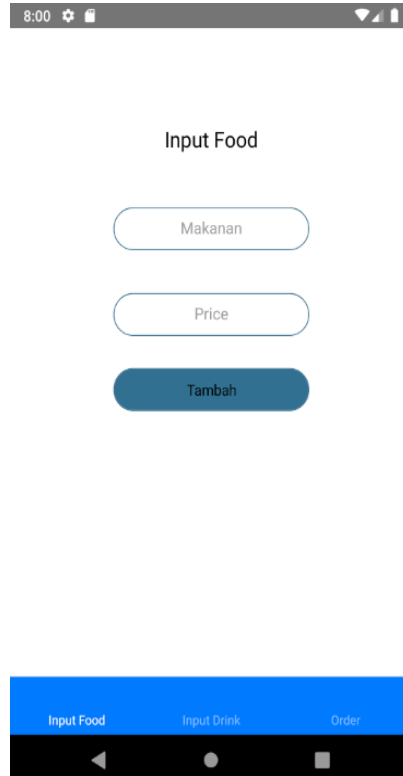 8:00
Input Food
Makanan
Price
Tambah
Input Food Input Drink Order